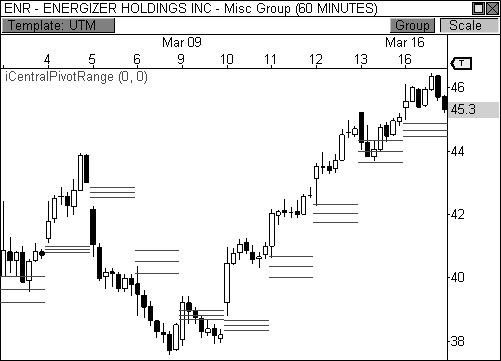 ENR - ENERGIZER HOLDINGS INC - Misc Group (60 MINUTES)
Template: UTM Group Scale
Mar 09 Mar 16
4 5 5 6 9 10 11 12 13 16 T
iCentralPivotRange (0, 0)
46
45.3
44
42
40
38